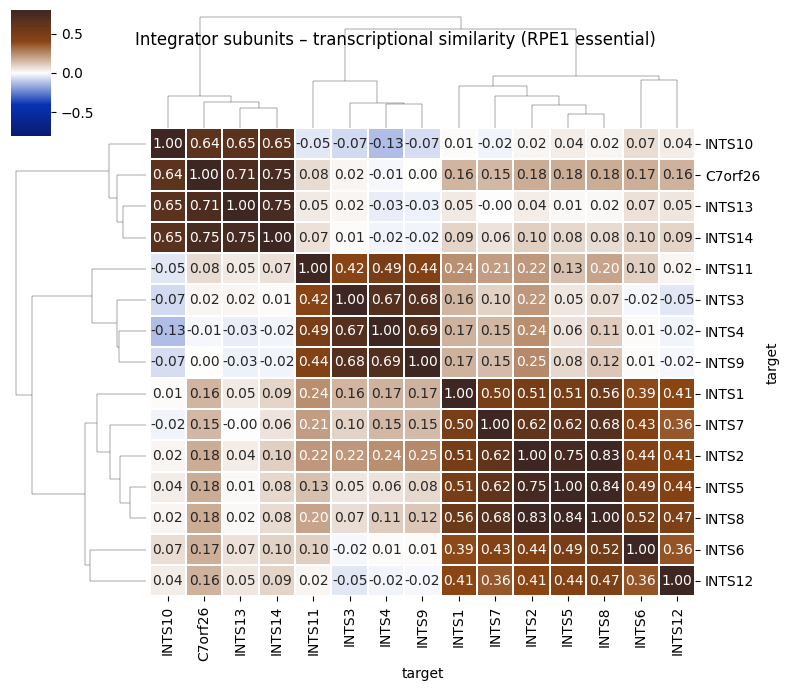 Integrator subunits – transcriptional similarity (RPE1 essential)
0.5
0.0
−0.5
1.00 0.64 0.65 0.65 -0.05 -0.07 -0.13 -0.07 0.01 -0.02 0.02 0.04 0.02 0.07 0.04 INTS10
0.64 1.00 0.71 0.75 0.08 0.02 -0.01 0.00 0.16 0.15 0.18 0.18 0.18 0.17 0.16 C7orf26
0.65 0.71 1.00 0.75 0.05 0.02 -0.03 -0.03 0.05 -0.00 0.04 0.01 0.02 0.07 0.05 INTS13
0.65 0.75 0.75 1.00 0.07 0.01 -0.02 -0.02 0.09 0.06 0.10 0.08 0.08 0.10 0.09 INTS14
-0.05 0.08 0.05 0.07 1.00 0.42 0.49 0.44 0.24 0.21 0.22 0.13 0.20 0.10 0.02 INTS11
-0.07 0.02 0.02 0.01 0.42 1.00 0.67 0.68 0.16 0.10 0.22 0.05 0.07 -0.02 -0.05 INTS3
-0.13 -0.01 -0.03 -0.02 0.49 0.67 1.00 0.69 0.17 0.15 0.24 0.06 0.11 0.01 -0.02 INTS4
-0.07 0.00 -0.03 -0.02 0.44 0.68 0.69 1.00 0.17 0.15 0.25 0.08 0.12 0.01 -0.02 INTS9
0.01 0.16 0.05 0.09 0.24 0.16 0.17 0.17 1.00 0.50 0.51 0.51 0.56 0.39 0.41 INTS1
-0.02 0.15 -0.00 0.06 0.21 0.10 0.15 0.15 0.50 1.00 0.62 0.62 0.68 0.43 0.36 INTS7
0.02 0.18 0.04 0.10 0.22 0.22 0.24 0.25 0.51 0.62 1.00 0.75 0.83 0.44 0.41 INTS2
0.04 0.18 0.01 0.08 0.13 0.05 0.06 0.08 0.51 0.62 0.75 1.00 0.84 0.49 0.44 INTS5
0.02 0.18 0.02 0.08 0.20 0.07 0.11 0.12 0.56 0.68 0.83 0.84 1.00 0.52 0.47 INTS8
0.07 0.17 0.07 0.10 0.10 -0.02 0.01 0.01 0.39 0.43 0.44 0.49 0.52 1.00 0.36 INTS6
0.04 0.16 0.05 0.09 0.02 -0.05 -0.02 -0.02 0.41 0.36 0.41 0.44 0.47 0.36 1.00 INTS12
target
INTS10 C7orf26 INTS13 INTS14 INTS11 INTS3 INTS4 INTS9 INTS1 INTS7 INTS2 INTS5 INTS8 INTS6 INTS12
target